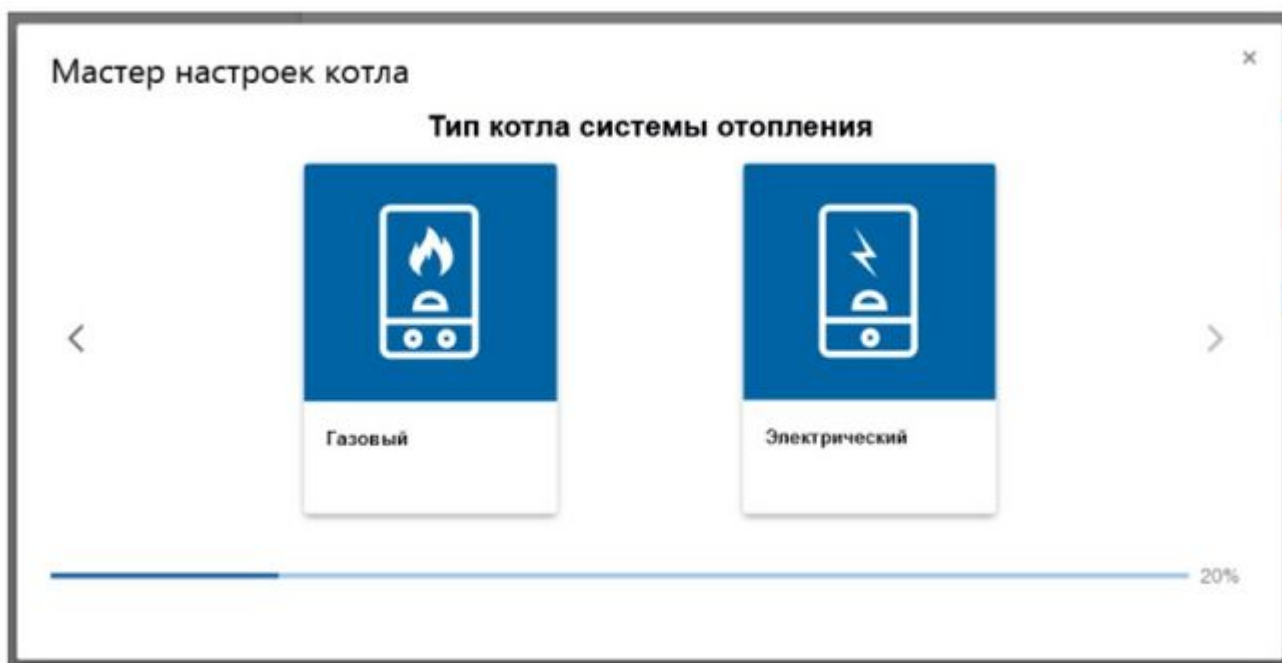 Мастер настроек котла
×
Тип котла системы отопления
Газовый
Электрический
20%